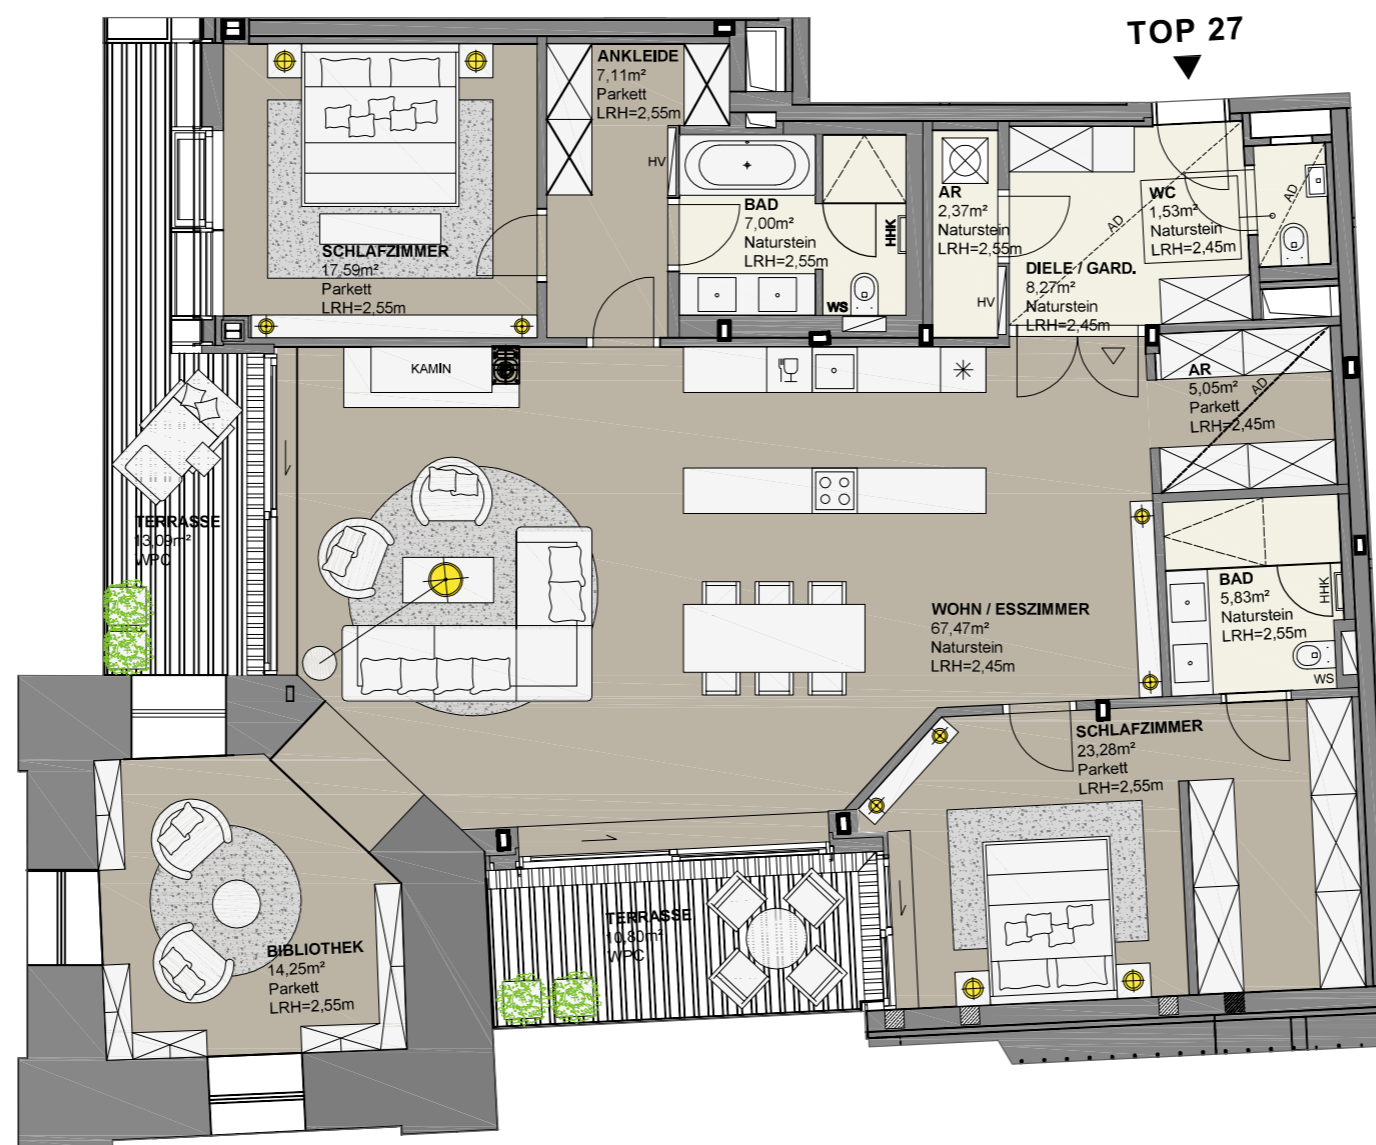 TOP 27
ANKLEIDE
7,11m²
Parkett
LRH=2,55m
HV
SCHLAFZIMMER
17,59m²
Parkett
LRH=2,55m
BAD
7,00m²
Naturstein
LRH=2,55m
HHK
WS
AR
2,37m²
Naturstein
LRH=2,55m
HV
DIELE / GARD.
8,27m²
Naturstein
LRH=2,45m
AD
WC
1,53m²
Naturstein
LRH=2,45m
AD
KAMIN
AR
5,05m²
Parkett
LRH=2,45m
AD
TERRASSE
13,09m²
WPC
WOHN / ESSZIMMER
67,47m²
Naturstein
LRH=2,45m
BAD
5,83m²
Naturstein
LRH=2,55m
HHK
WS
SCHLAFZIMMER
23,28m²
Parkett
LRH=2,55m
TERRASSE
10,80m²
WPC
BIBLIOTHEK
14,25m²
Parkett
LRH=2,55m